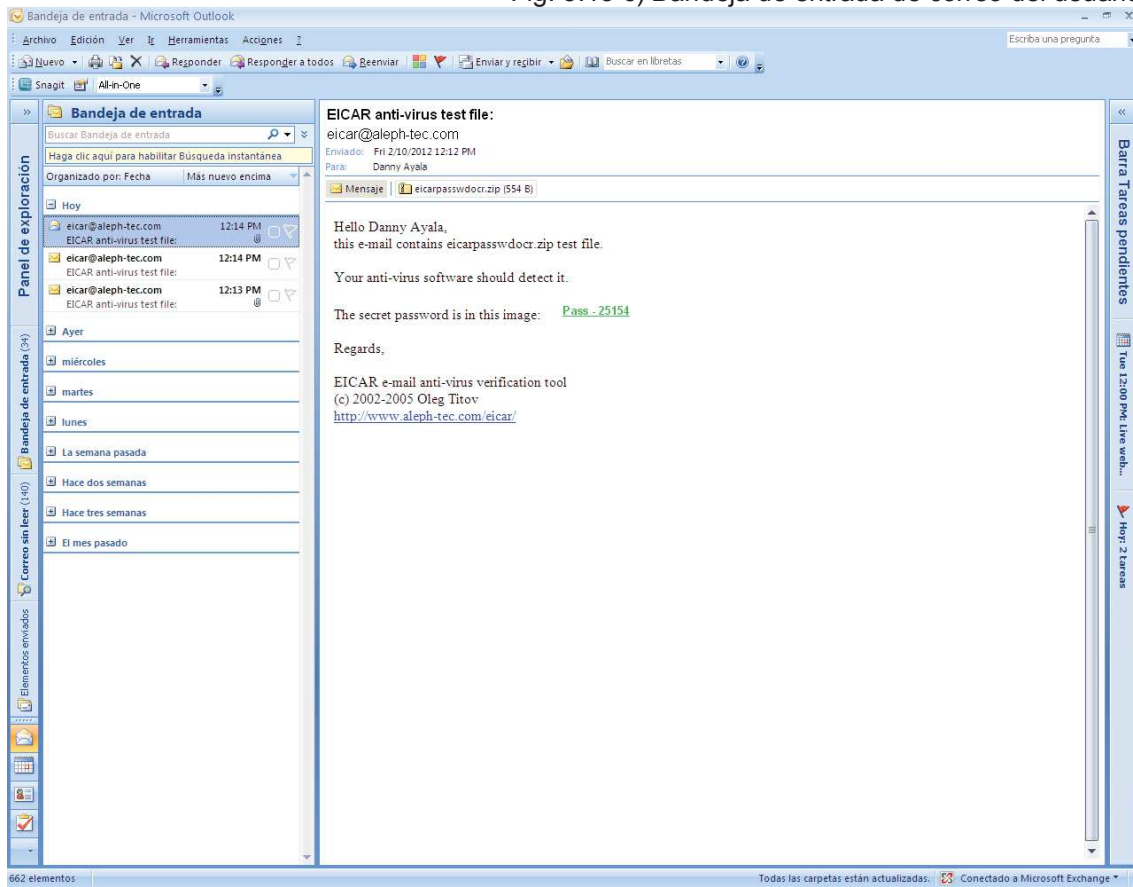 Bandeja de entrada - Microsoft Outlook
Archivo Edición Ver Ir Herramientas Acciones ?
Escriba una pregunta
Nuevo Responder Responder a todos Reenviar Enviar y recibir Buscar en libretas
Snagit All-in-One
Panel de exploración
Bandeja de entrada (34)
Correo sin leer (140)
Elementos enviados
Bandeja de entrada
Buscar Bandeja de entrada
Haga clic aquí para habilitar Búsqueda instantánea
Organizado por: Fecha Más nuevo encima
Hoy
eicar@aleph-tec.com 12:14 PM
EICAR anti-virus test file:
eicar@aleph-tec.com 12:14 PM
EICAR anti-virus test file:
eicar@aleph-tec.com 12:13 PM
EICAR anti-virus test file:
Ayer
miércoles
martes
lunes
La semana pasada
Hace dos semanas
Hace tres semanas
El mes pasado
EICAR anti-virus test file:
eicar@aleph-tec.com
Enviado: Fri 2/10/2012 12:12 PM
Para: Danny Ayala
Mensaje eicarpasswdocr.zip (554 B)
Hello Danny Ayala,
this e-mail contains eicarpasswdocr.zip test file.
Your anti-virus software should detect it.
The secret password is in this image: Pass - 25154
Regards,
EICAR e-mail anti-virus verification tool
(c) 2002-2005 Oleg Titov
http://www.aleph-tec.com/eicar/
Barra Tareas pendientes
Tue 12:00 PM: Live web...
Hoy: 2 tareas
662 elementos
Todas las carpetas están actualizadas. Conectado a Microsoft Exchange